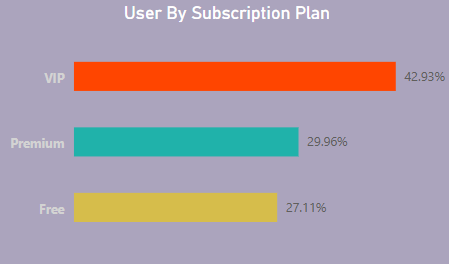 User By Subscription Plan
VIP 42.93%
Premium 29.96%
Free 27.11%